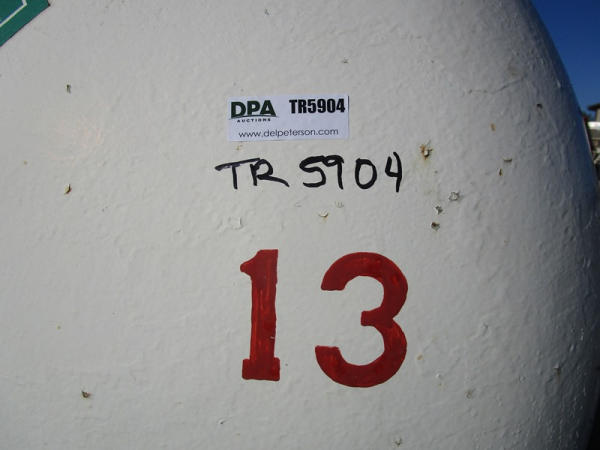 DPA TR5904
AUCTIONS
www.delpeterson.com
TR 5904
13